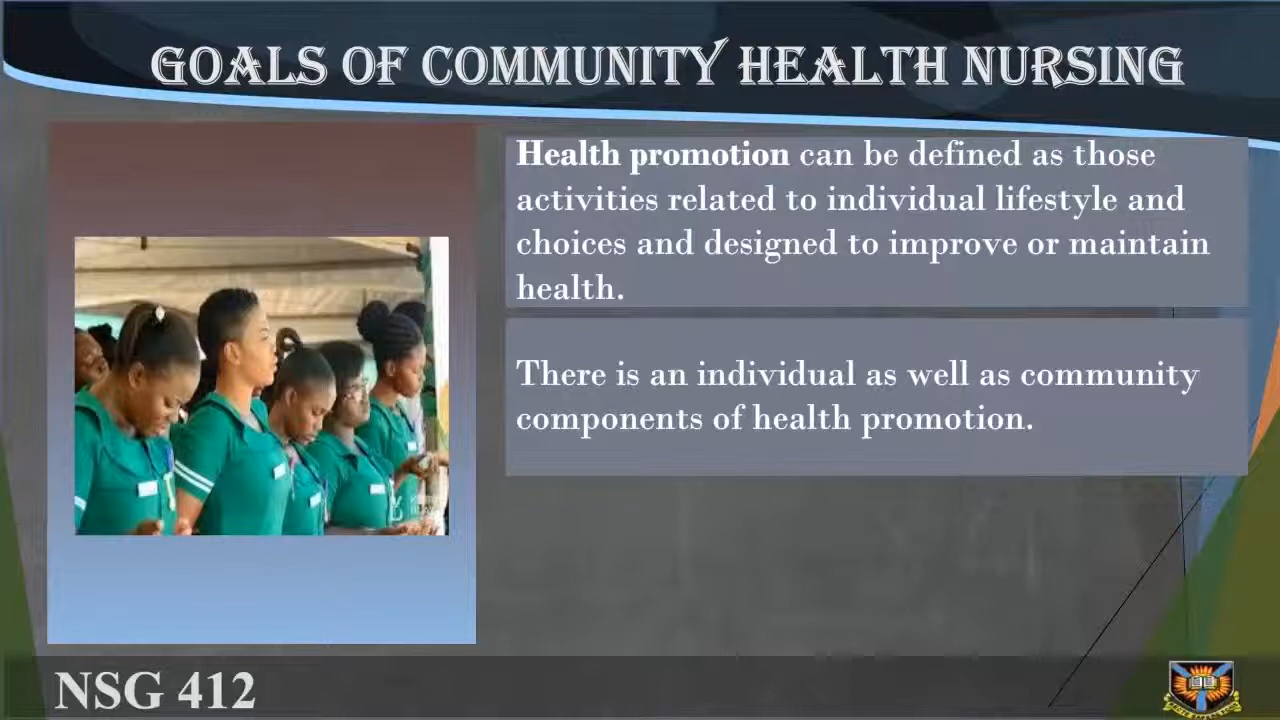 GOALS OF COMMUNITY HEALTH NURSING
Health promotion can be defined as those
activities related to individual lifestyle and
choices and designed to improve or maintain
health.
There is an individual as well as community
components of health promotion.
NSG 412